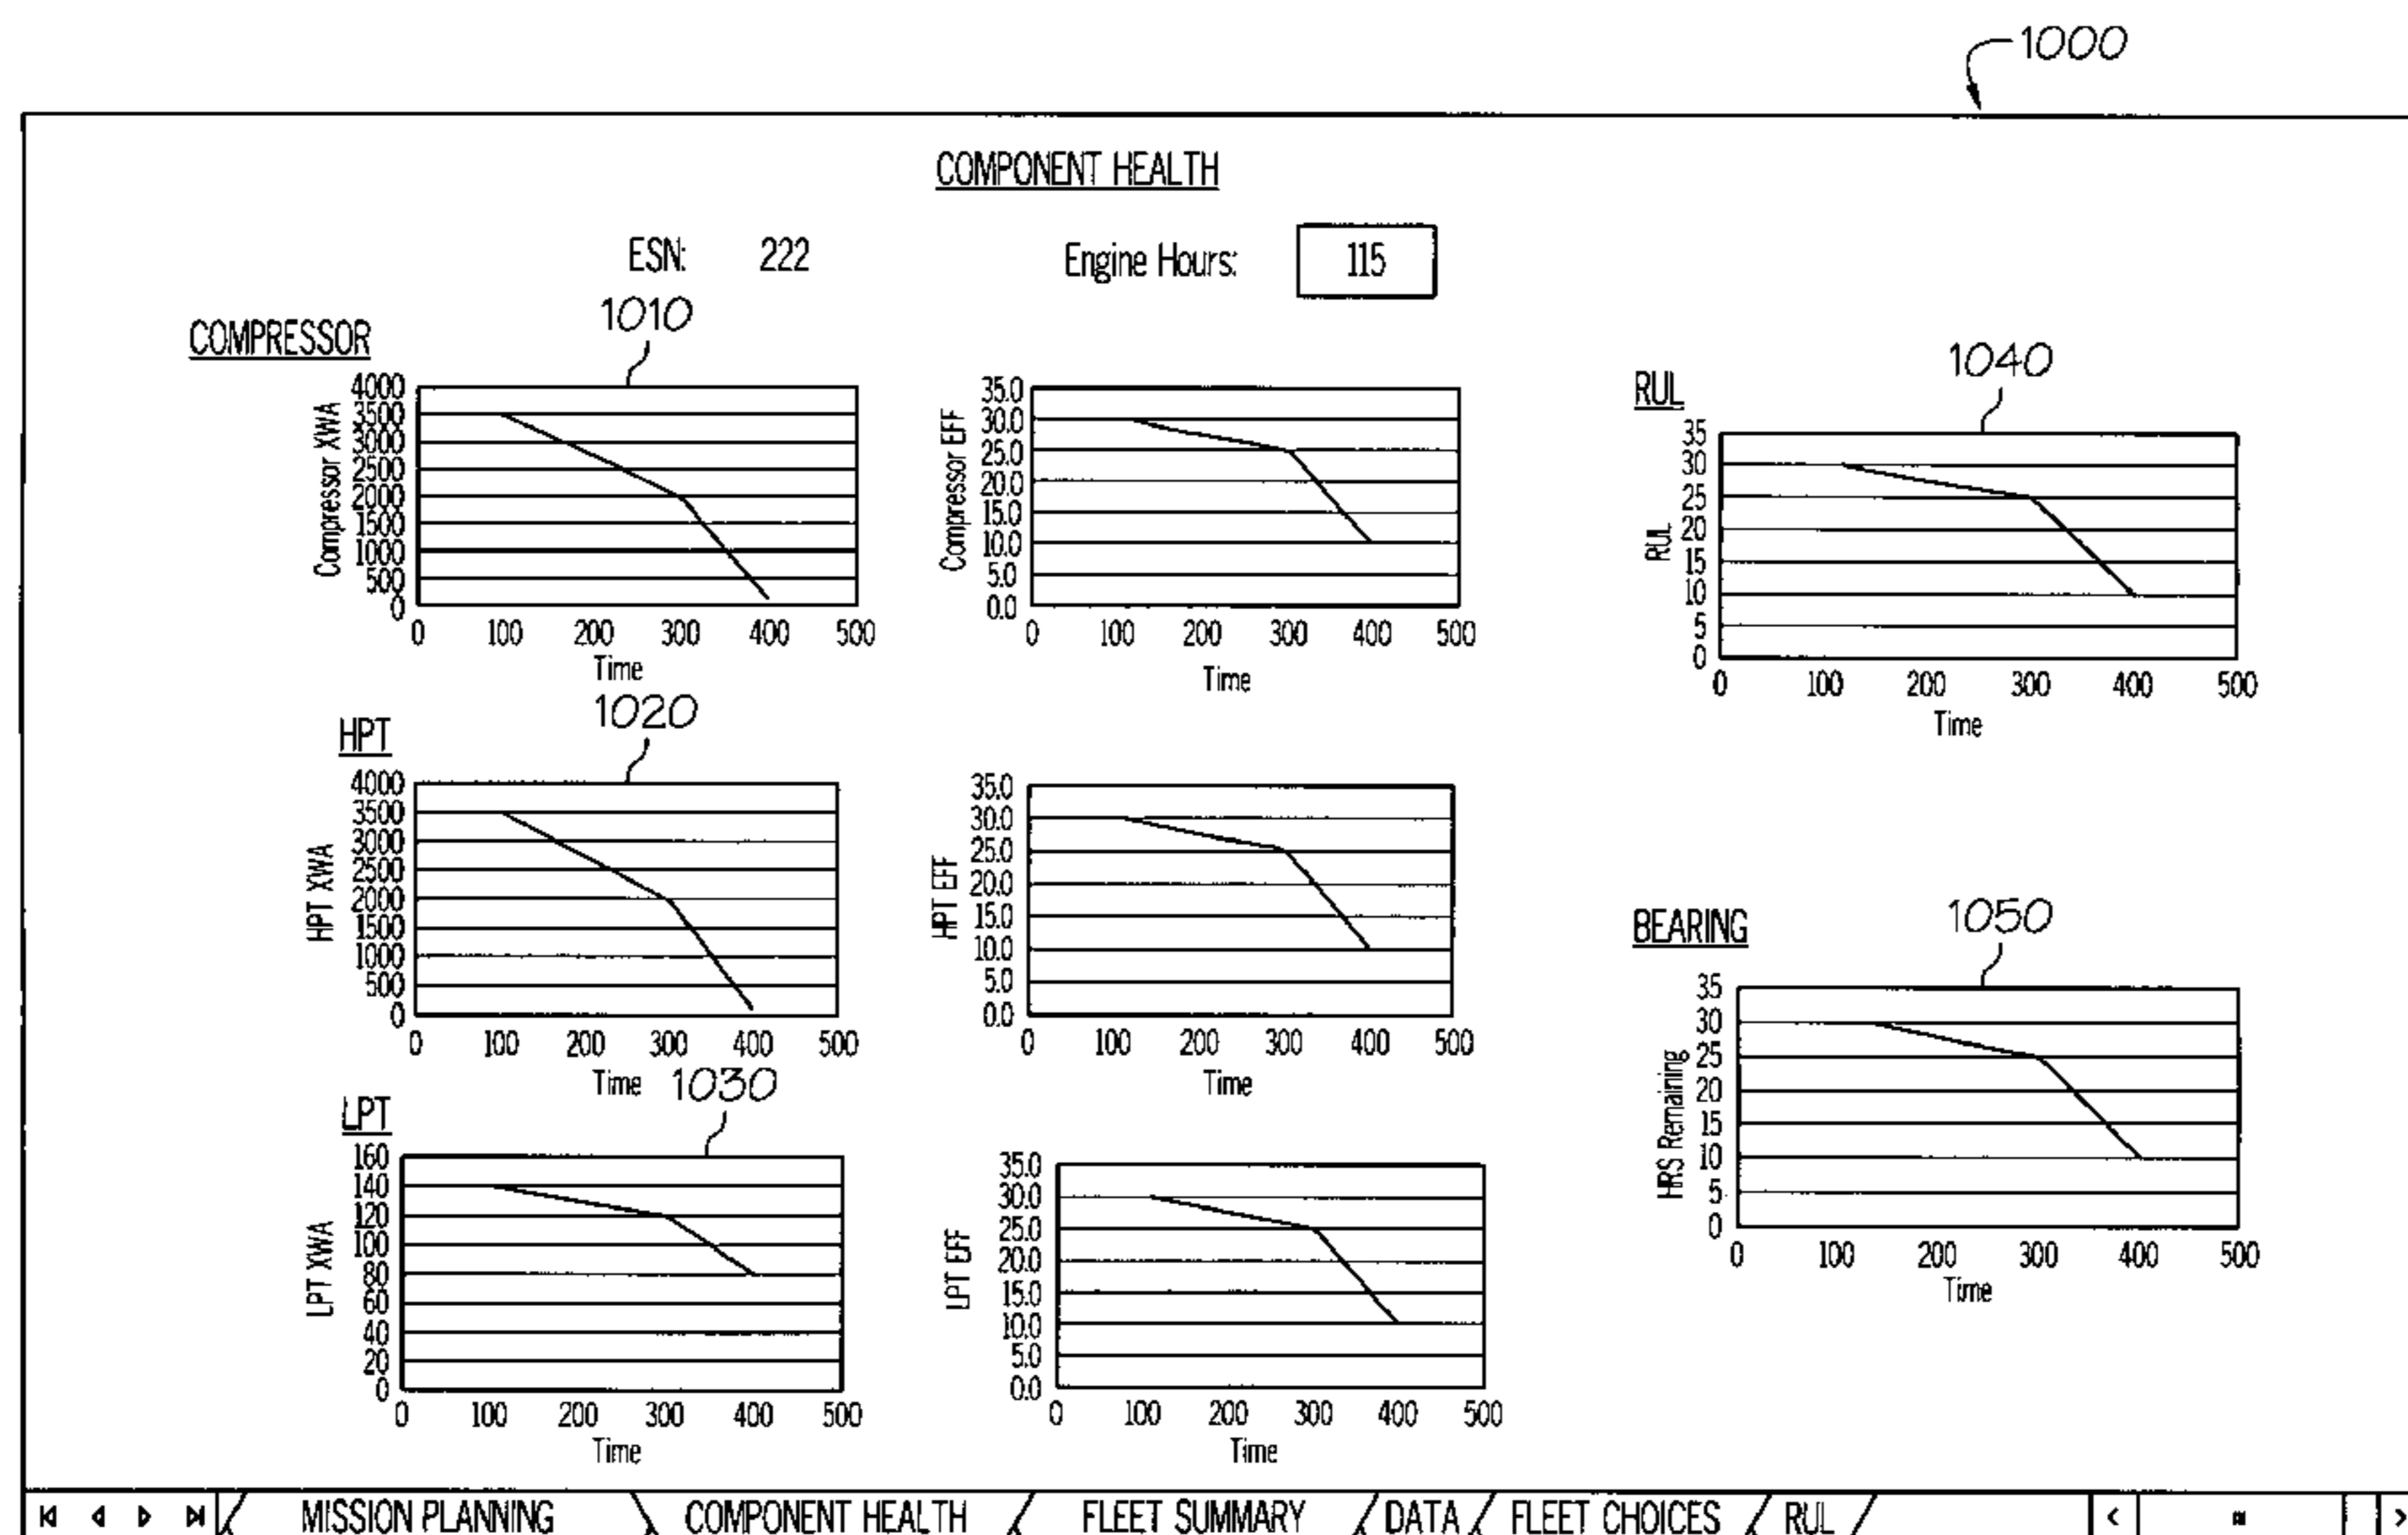 1000
COMPONENT HEALTH
ESN: 222 Engine Hours: 115
COMPRESSOR
1010
Compressor XWA
4000
3500
3000
2500
2000
1500
1000
500
0
0 100 200 300 400 500
Time
Compressor EFF
35.0
30.0
25.0
20.0
15.0
10.0
5.0
0.0
0 100 200 300 400 500
Time
RUL
1040
RUL
35
30
25
20
15
10
5
0
0 100 200 300 400 500
Time
HPT
1020
HPT XWA
4000
3500
3000
2500
2000
1500
1000
500
0
0 100 200 300 400 500
Time
HPT EFF
35.0
30.0
25.0
20.0
15.0
10.0
5.0
0.0
0 100 200 300 400 500
Time
BEARING
1050
HRS Remaining
35
30
25
20
15
10
5
0
0 100 200 300 400 500
Time
LPT
1030
LPT XWA
160
140
120
100
80
60
40
20
0
0 100 200 300 400 500
Time
LPT EFF
35.0
30.0
25.0
20.0
15.0
10.0
5.0
0.0
0 100 200 300 400 500
Time
MISSION PLANNING COMPONENT HEALTH FLEET SUMMARY DATA FLEET CHOICES RUL